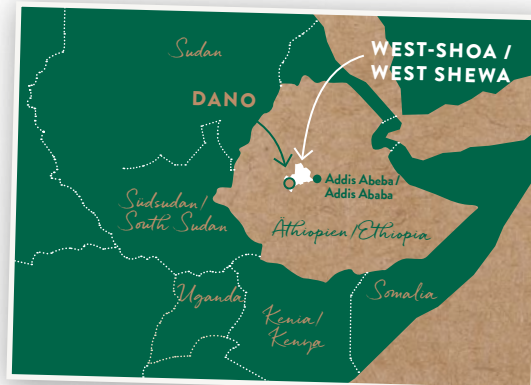 Sudan
WEST-SHOA /
WEST SHEWA
DANO
Addis Abeba /
Addis Ababa
Südsudan /
South Sudan
Äthiopien / Ethiopia
Uganda
Kenia /
Kenya
Somalia